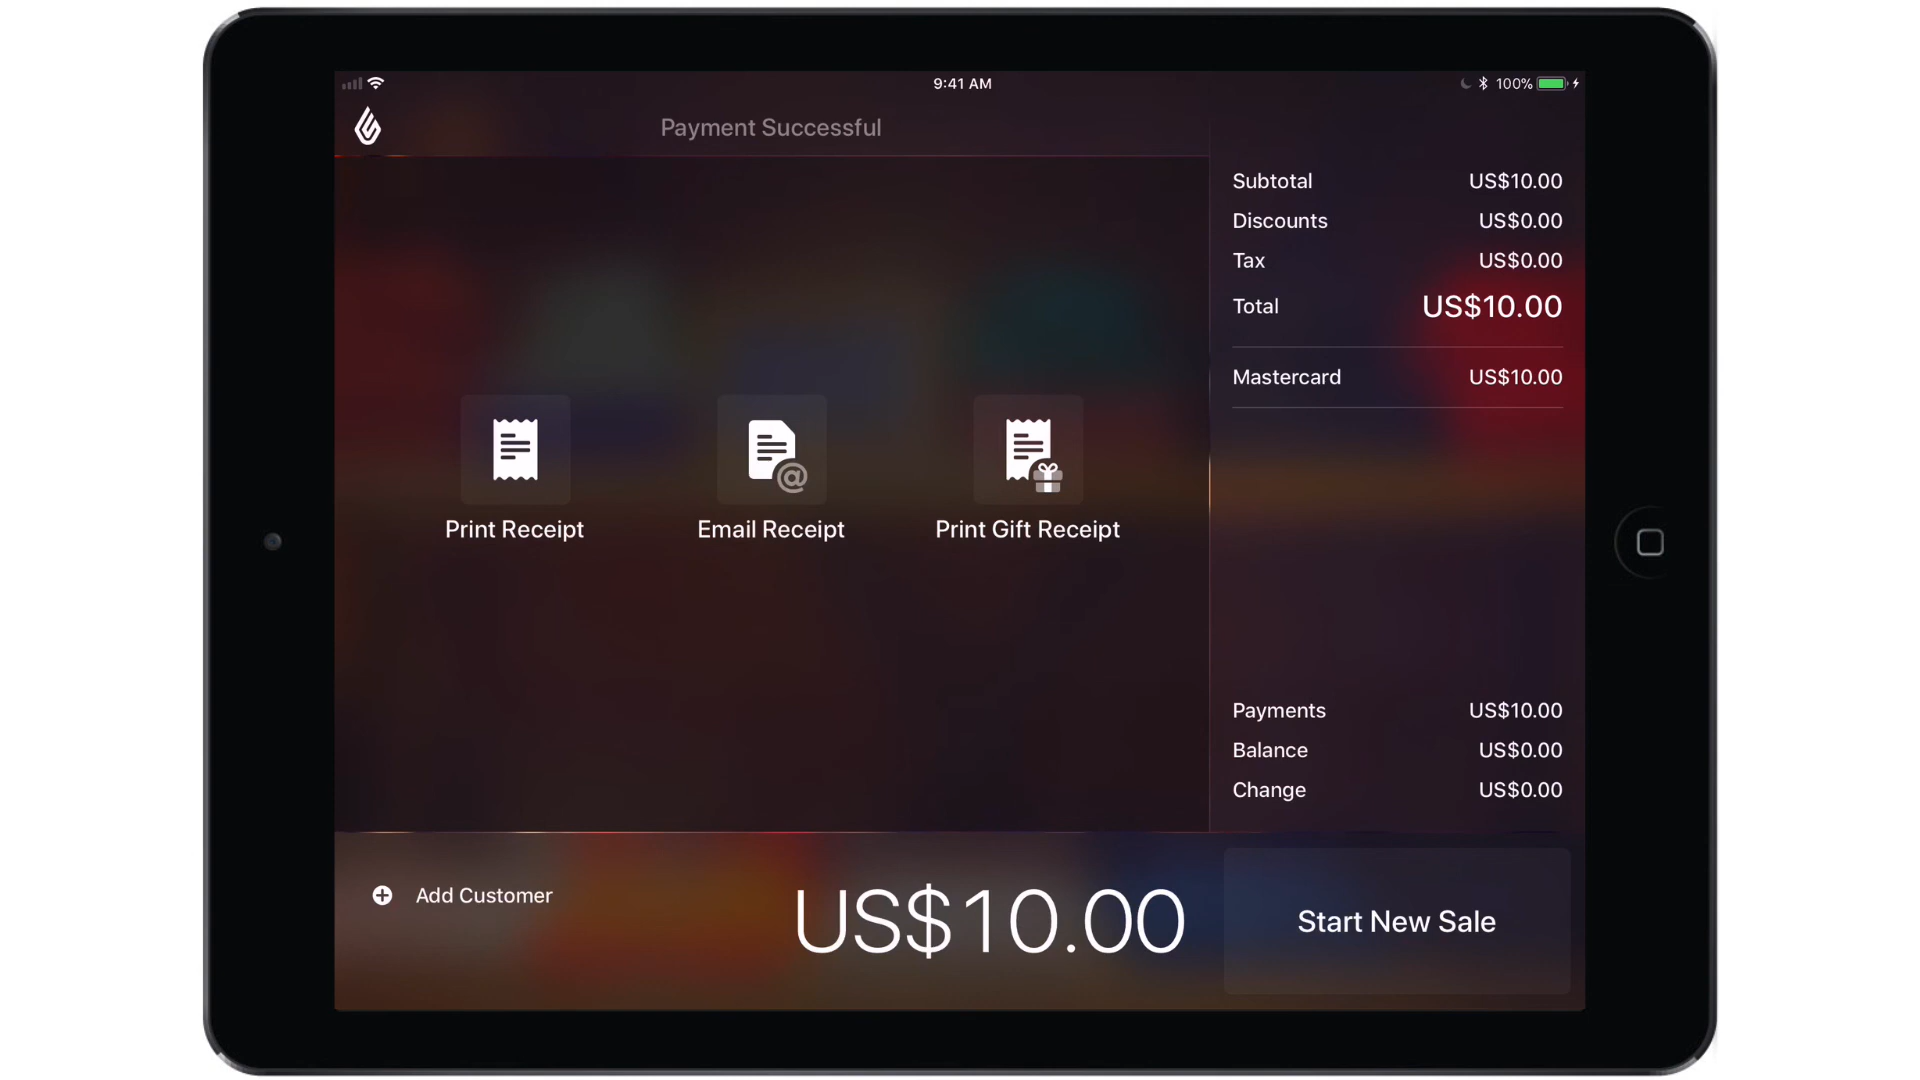 9:41 AM
100%
Payment Successful
Subtotal US$10.00
Discounts US$0.00
Tax US$0.00
Total US$10.00
Mastercard US$10.00
Print Receipt
@
Email Receipt
Print Gift Receipt
Payments US$10.00
Balance US$0.00
Change US$0.00
Add Customer
US$10.00
Start New Sale